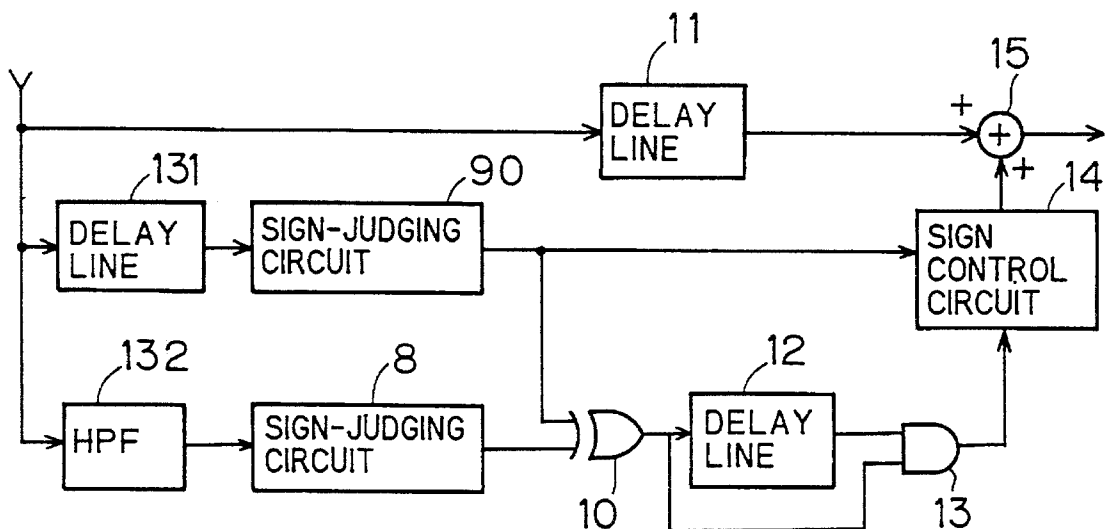 11
15
DELAY
LINE
+
+
+
131
90
14
DELAY
LINE
SIGN-JUDGING
CIRCUIT
SIGN
CONTROL
CIRCUIT
132
8
12
HPF
SIGN-JUDGING
CIRCUIT
DELAY
LINE
10
13